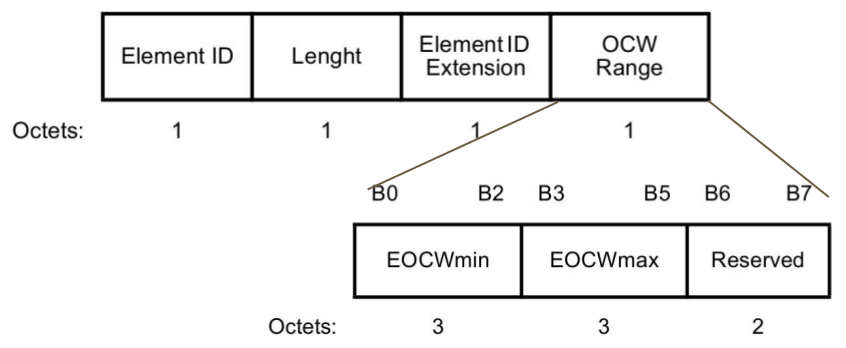 Element ID Lenght Element ID Extension OCW Range
Octets: 1 1 1 1
B0 B2 B3 B5 B6 B7
EOCWmin EOCWmax Reserved
Octets: 3 3 2